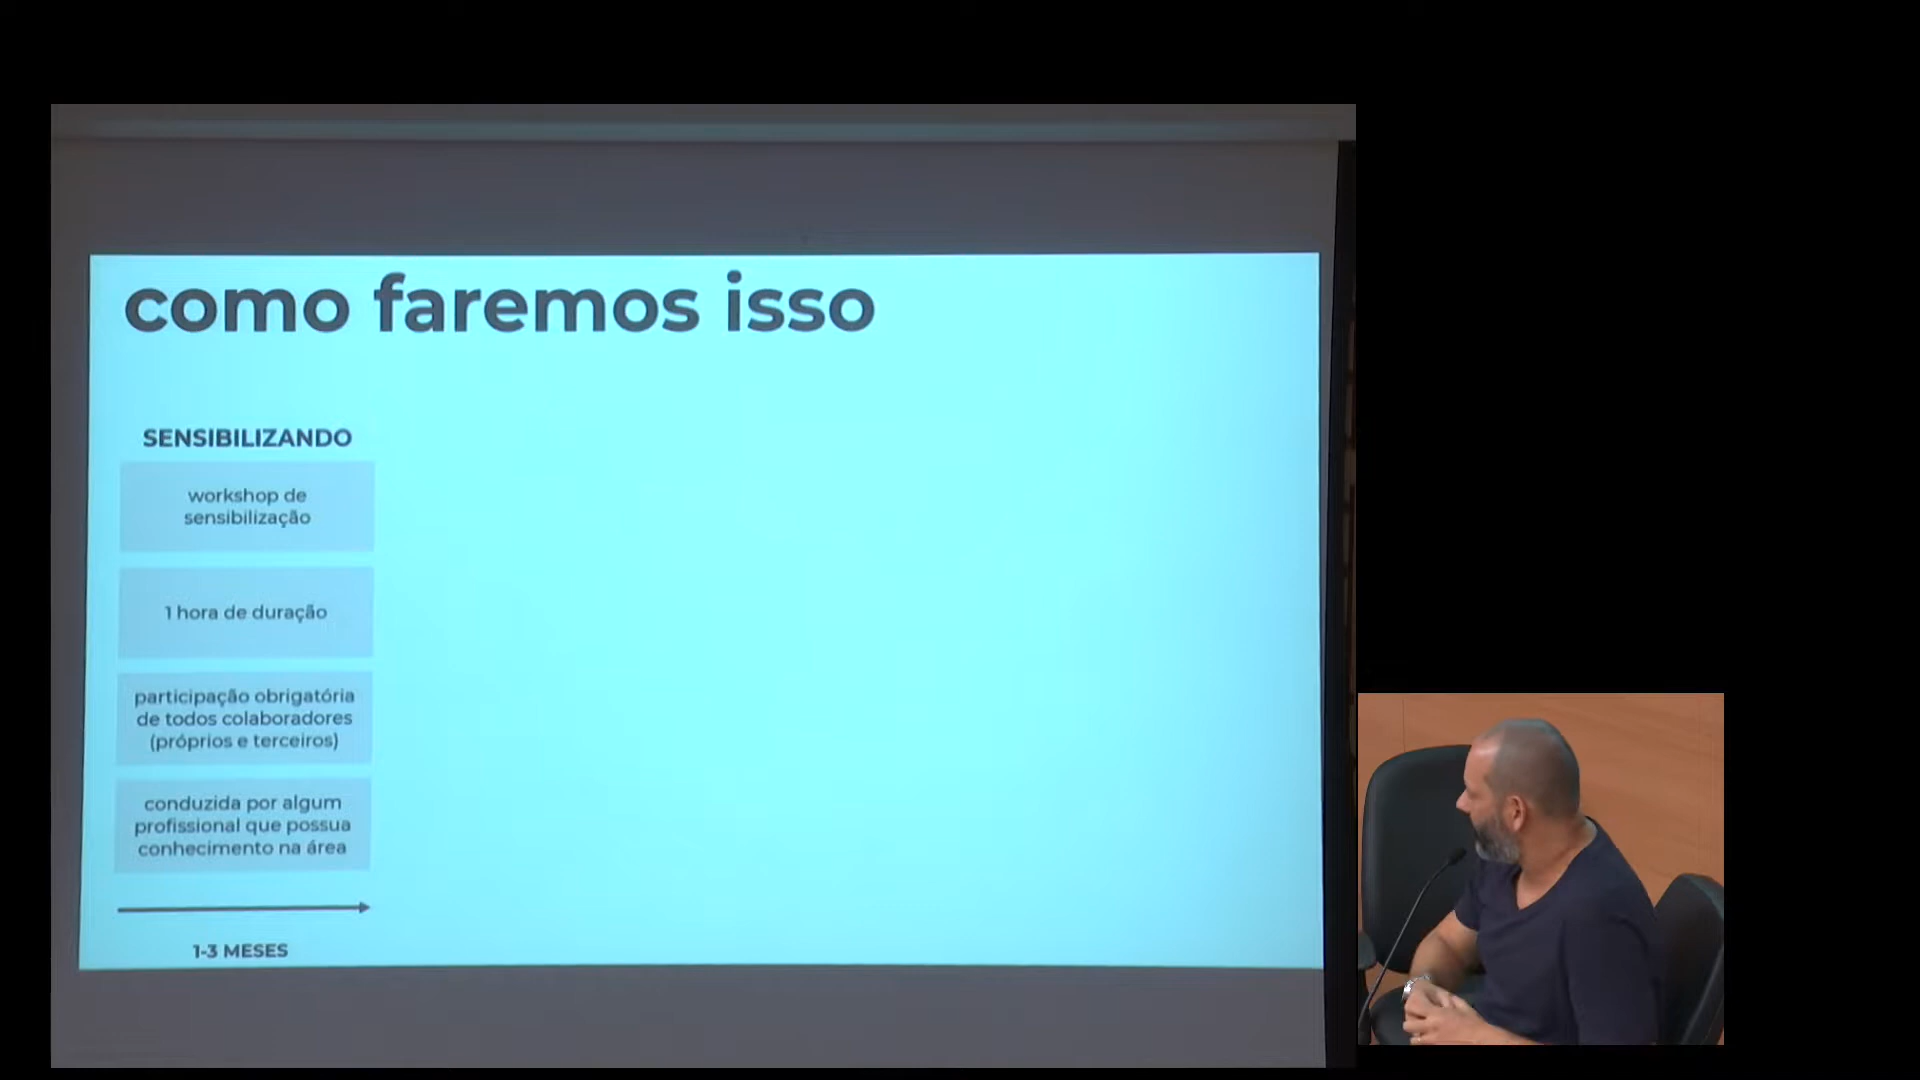 como faremos isso
SENSIBILIZANDO
workshop de
sensibilização
1 hora de duração
participação obrigatória
de todos colaboradores
(próprios e terceiros)
conduzida por algum
profissional que possua
conhecimento na área
1-3 MESES